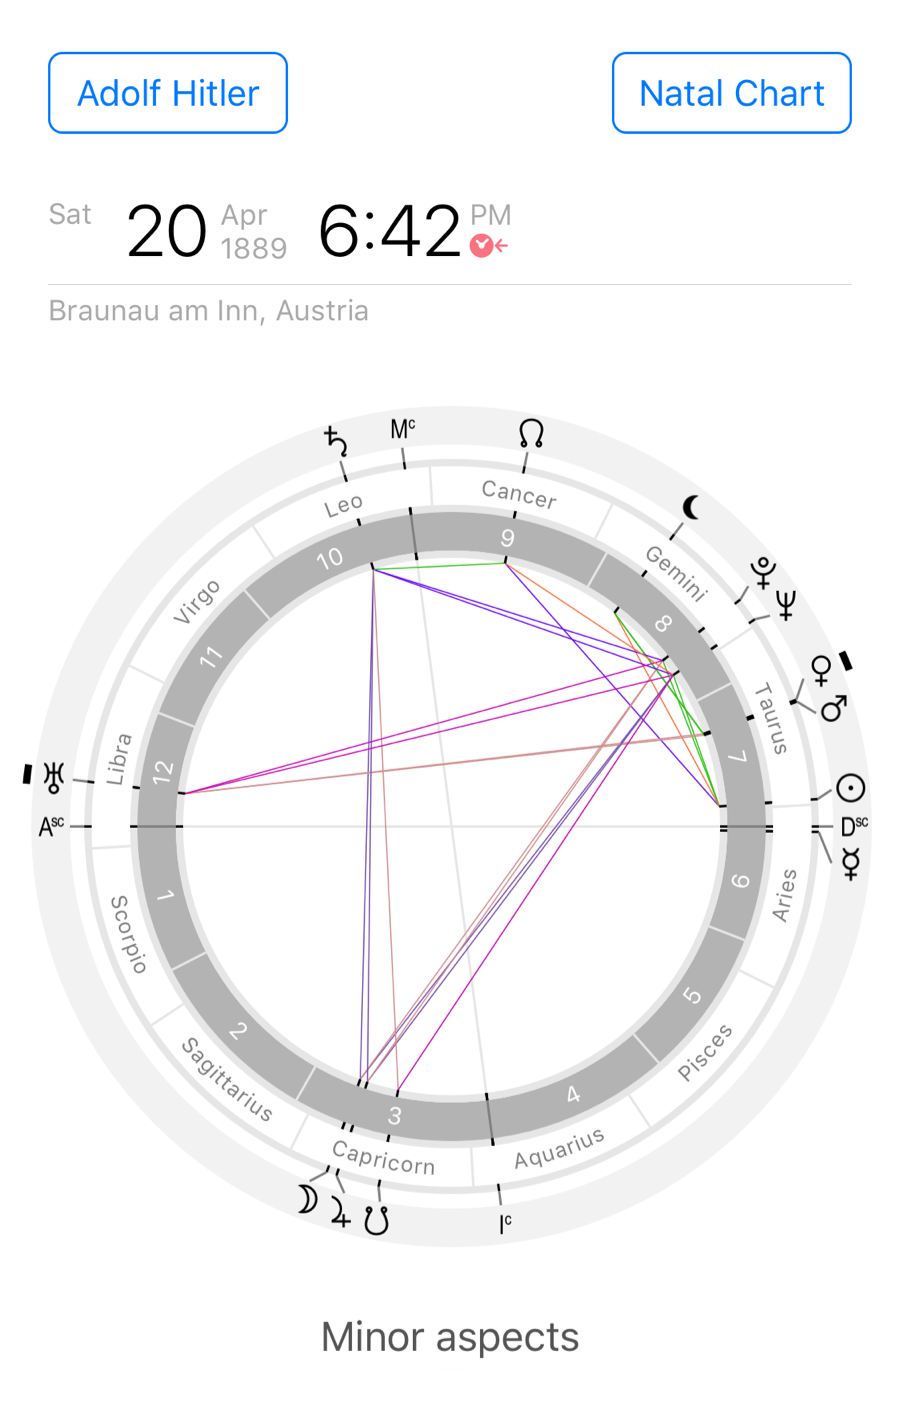 Adolf Hitler
Natal Chart
Sat 20 Apr 1889 6:42 PM
Braunau am Inn, Austria
Mc
Cancer
Leo
9
10
Gemini
8
Virgo
11
Taurus
7
Libra
12
Asc
Dsc
1
6
Aries
Scorpio
5
Pisces
2
Sagittarius
4
3
Capricorn
Aquarius
Ic
Minor aspects